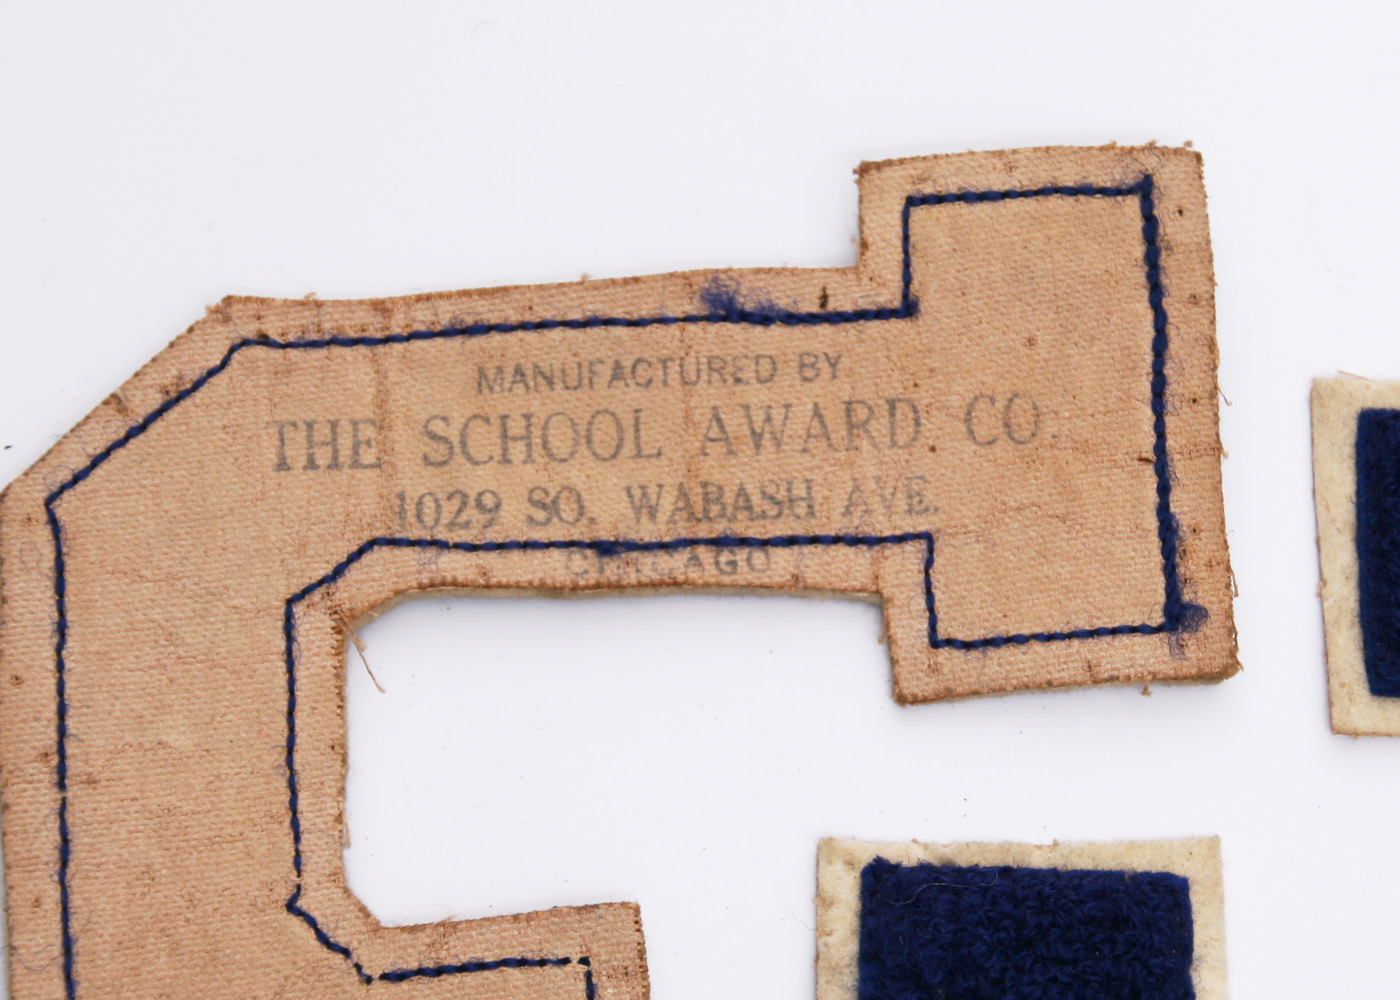 MANUFACTURED BY
THE SCHOOL AWARD CO.
1029 SO. WABASH AVE.
CHICAGO